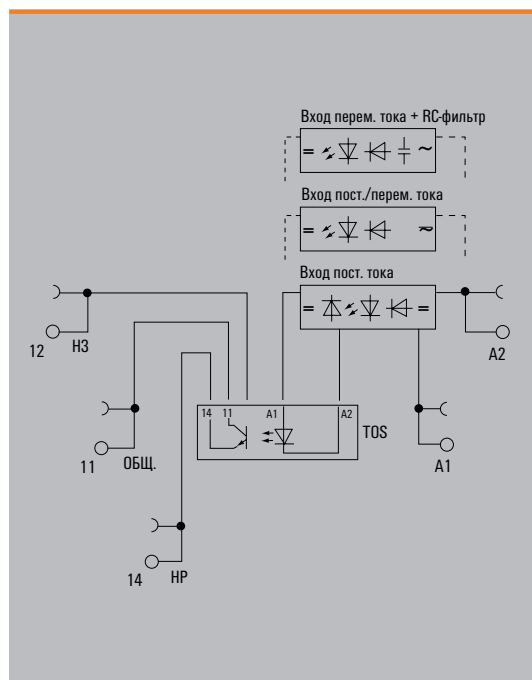 Вход перем. тока + RC-фильтр
= ~
Вход пост./перем. тока
=
Вход пост. тока
= =
12 НЗ
A2
14 11 A1 A2
TOS
11 ОБЩ.
A1
14 НР